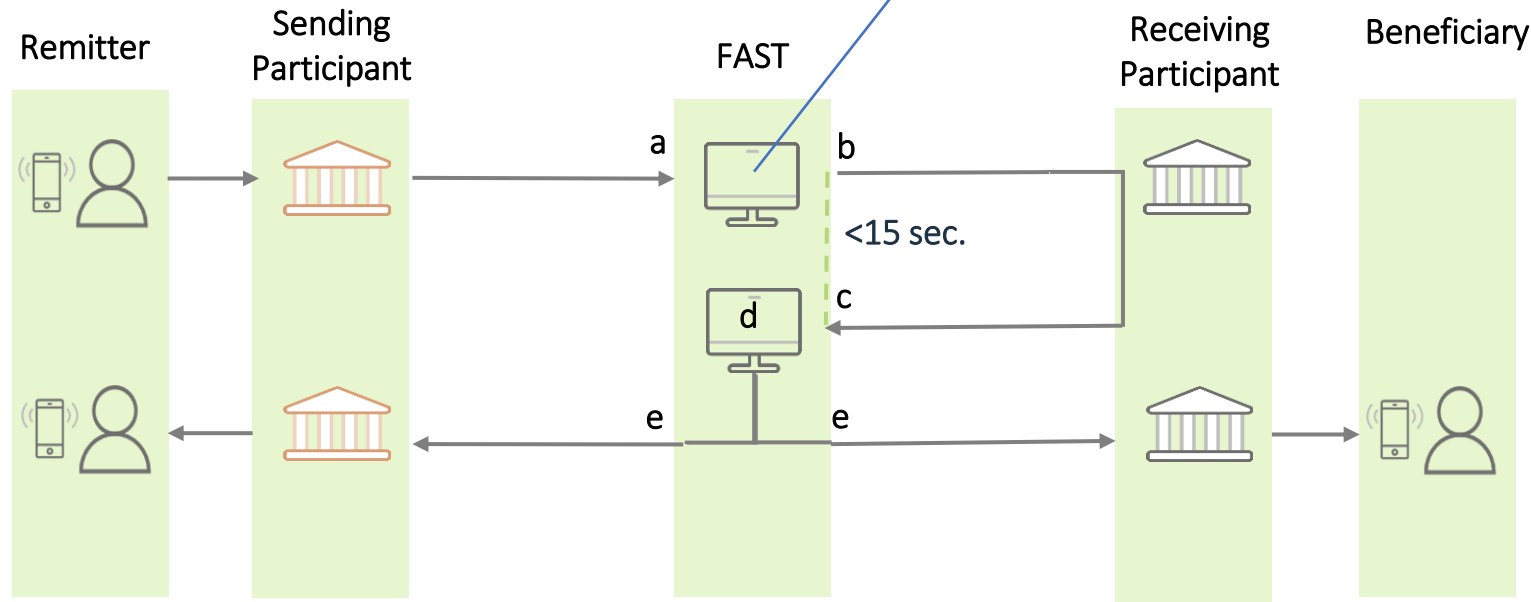 Remitter
Sending
Participant
FAST
Receiving
Participant
Beneficiary
a
b
<15 sec.
c
d
e
e